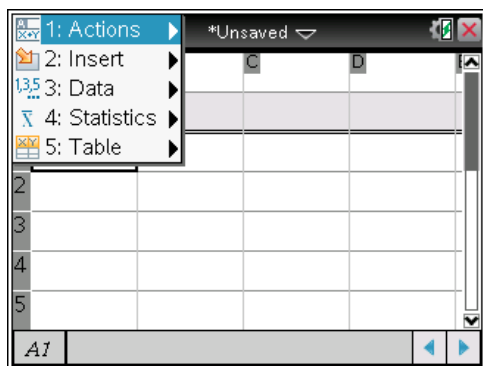 1: Actions
*Unsaved
2: Insert
C D
1,3,5 3: Data
x̄ 4: Statistics
5: Table
2
3
4
5
A1